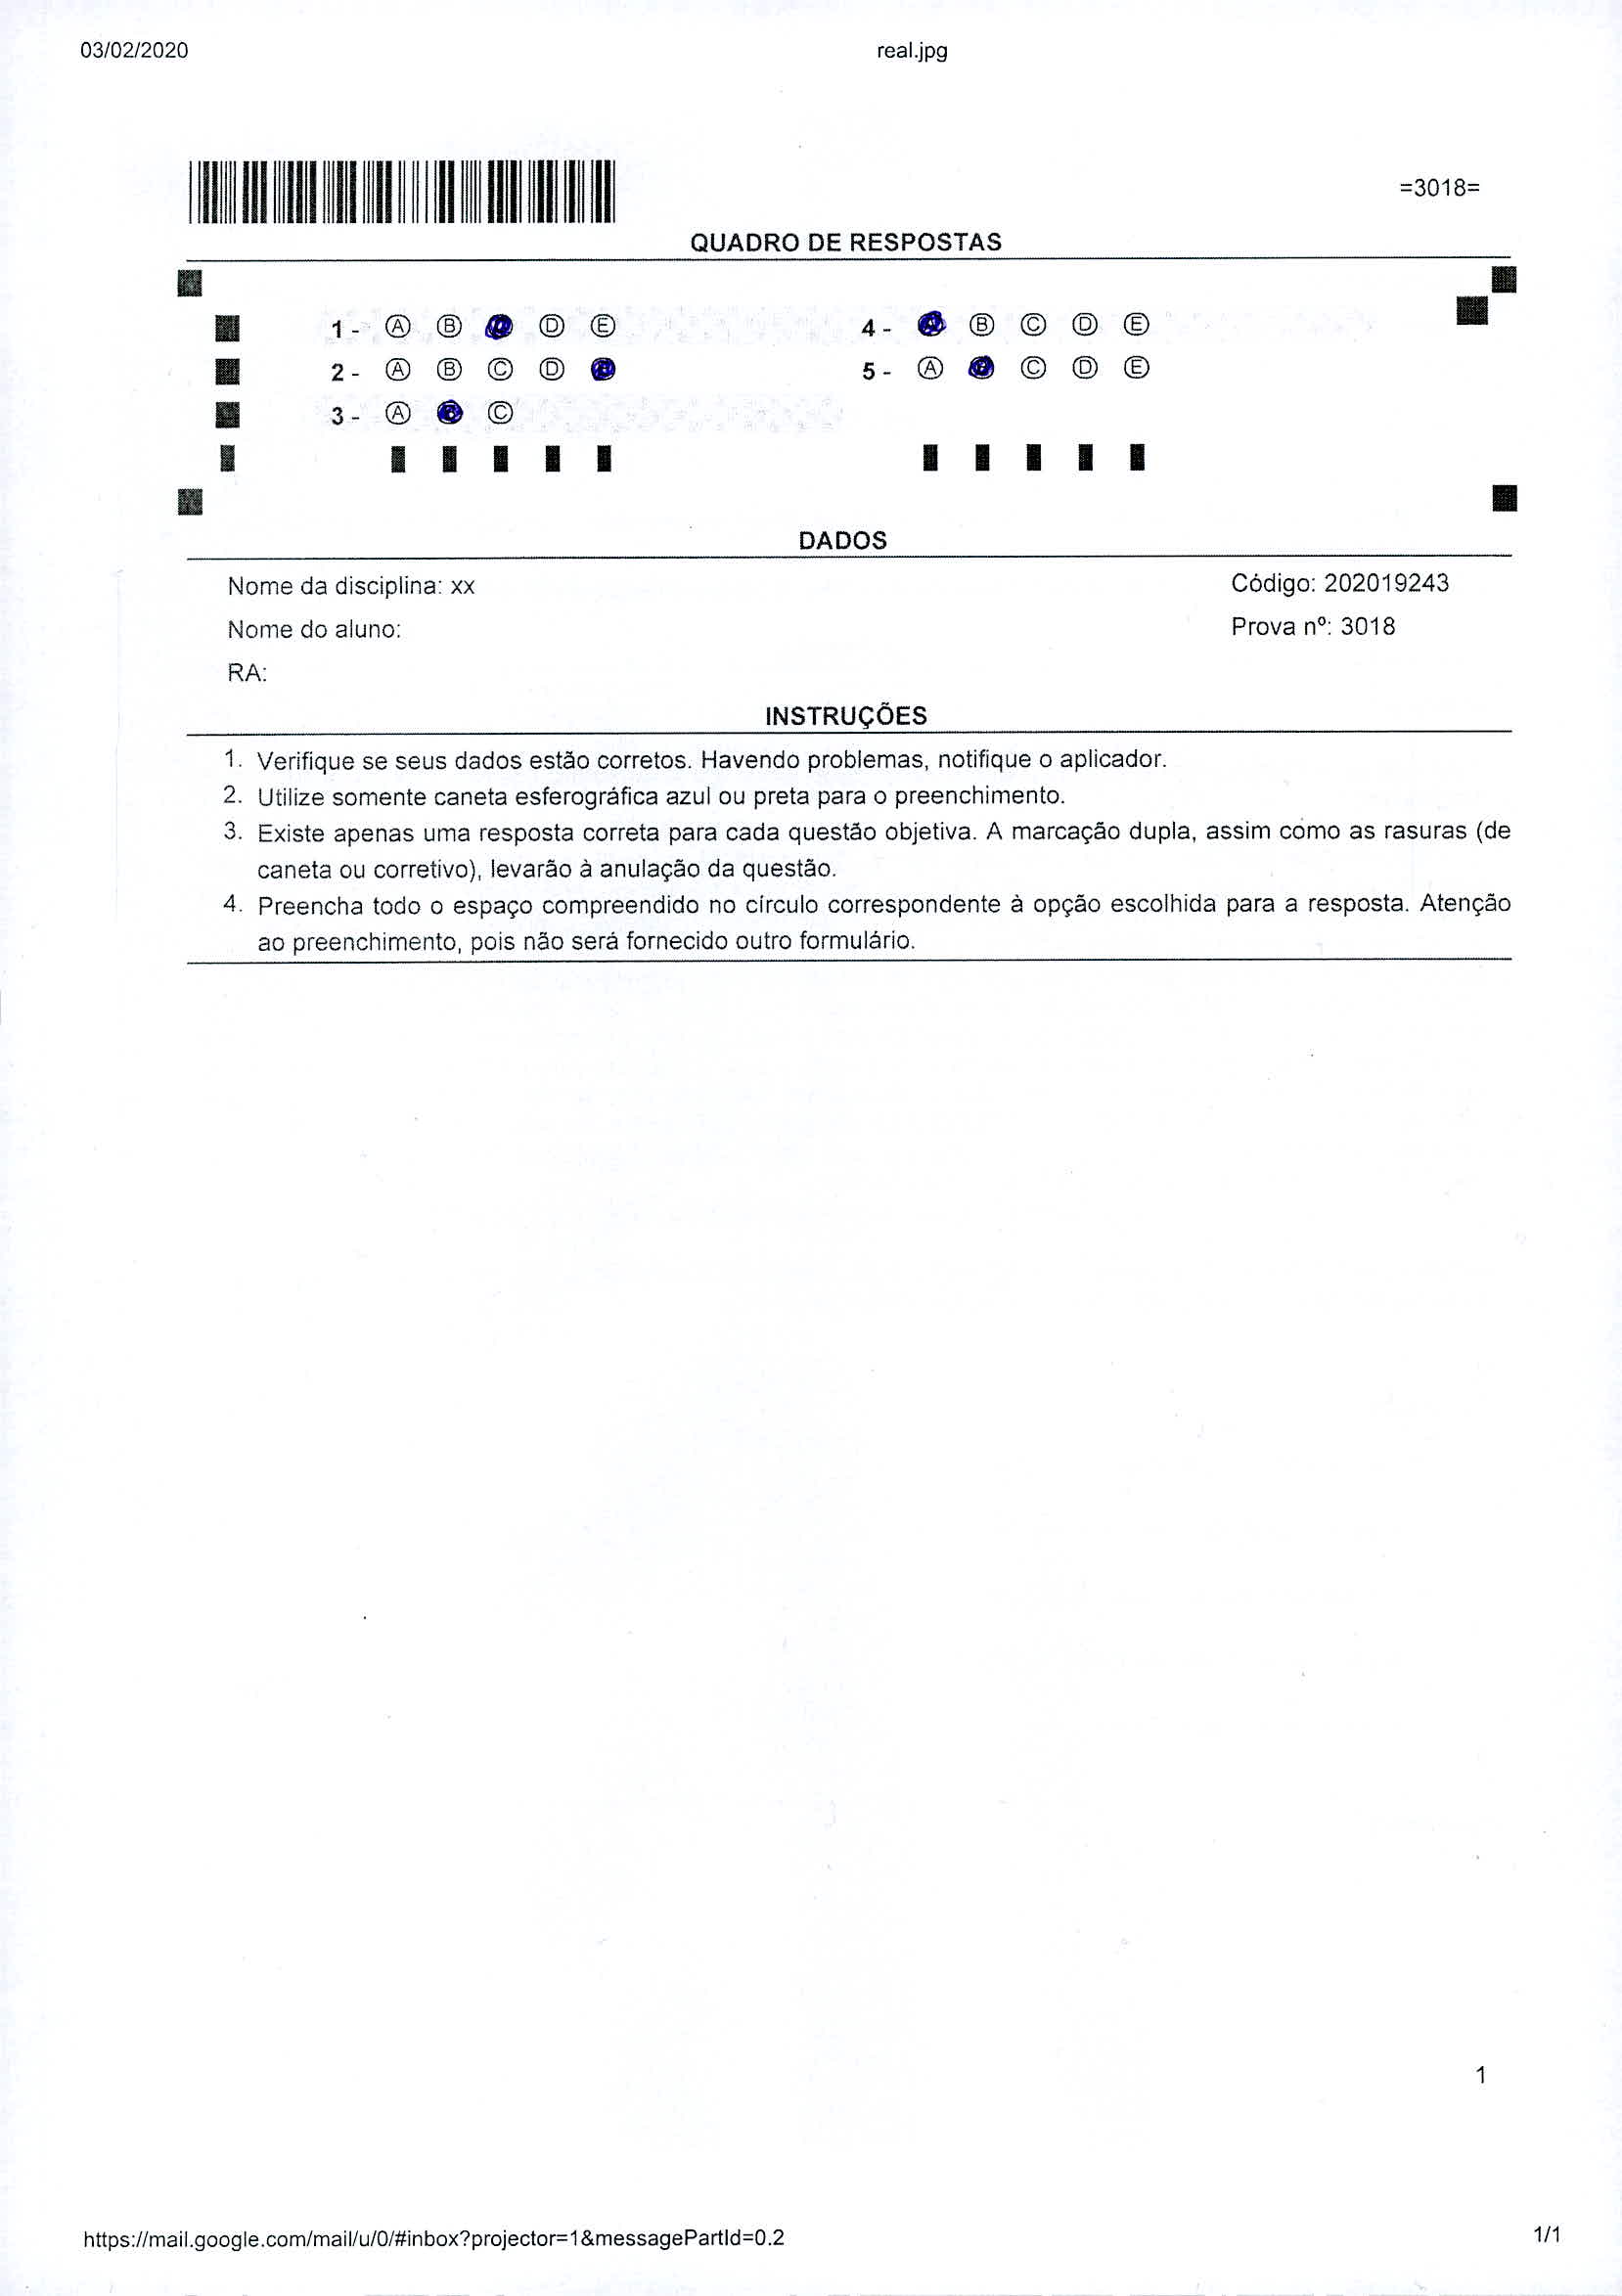 03/02/2020 real.jpg
=3018=
QUADRO DE RESPOSTAS
1- A B D E 4- B C D E
2- A B C D 5- A C D E
3- A C
DADOS
Nome da disciplina: xx Código: 202019243
Nome do aluno: Prova nº: 3018
RA:
INSTRUÇÕES
1. Verifique se seus dados estão corretos. Havendo problemas, notifique o aplicador.
2. Utilize somente caneta esferográfica azul ou preta para o preenchimento.
3. Existe apenas uma resposta correta para cada questão objetiva. A marcação dupla, assim como as rasuras (de
caneta ou corretivo), levarão à anulação da questão.
4. Preencha todo o espaço compreendido no círculo correspondente à opção escolhida para a resposta. Atenção
ao preenchimento, pois não será fornecido outro formulário.
1
https://mail.google.com/mail/u/0/#inbox?projector=1&messagePartId=0.2 1/1